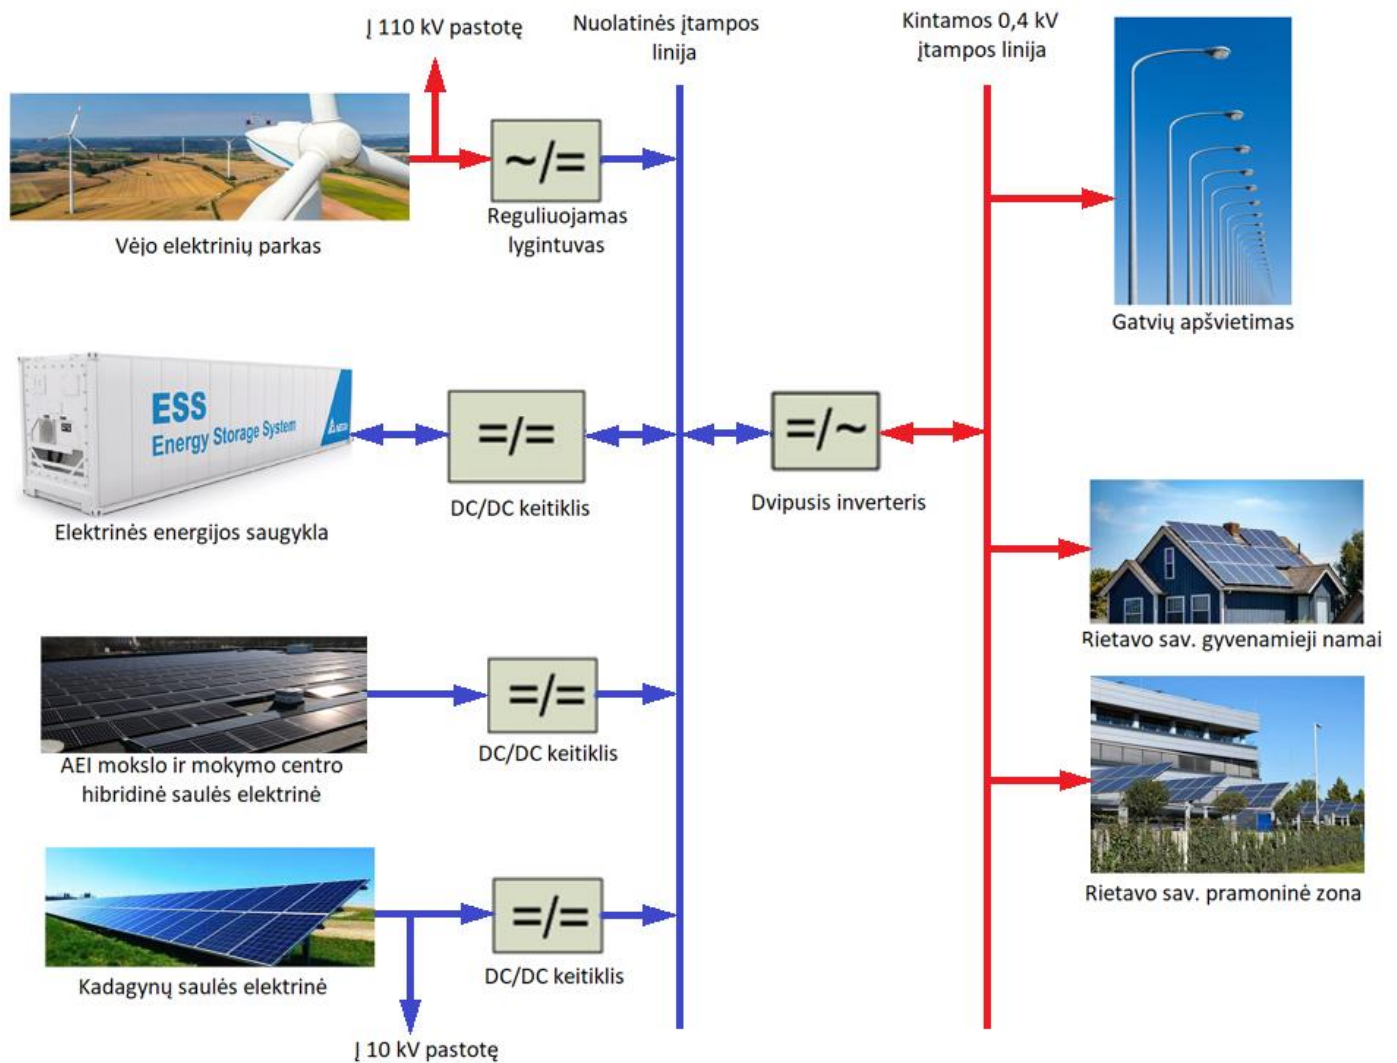 Į 110 kV pastotę
Nuolatinės įtampos
linija
Kintamos 0,4 kV
įtampos linija
~/=
Reguliuojamas
lygintuvas
Vėjo elektrinių parkas
Gatvių apšvietimas
ESS
Energy Storage System
=/=
DC/DC keitiklis
=/~
Dvipusis inverteris
Elektrinės energijos saugykla
Rietavo sav. gyvenamieji namai
=/=
DC/DC keitiklis
AEI mokslo ir mokymo centro
hibridinė saulės elektrinė
Rietavo sav. pramoninė zona
=/=
DC/DC keitiklis
Kadagynų saulės elektrinė
Į 10 kV pastotę